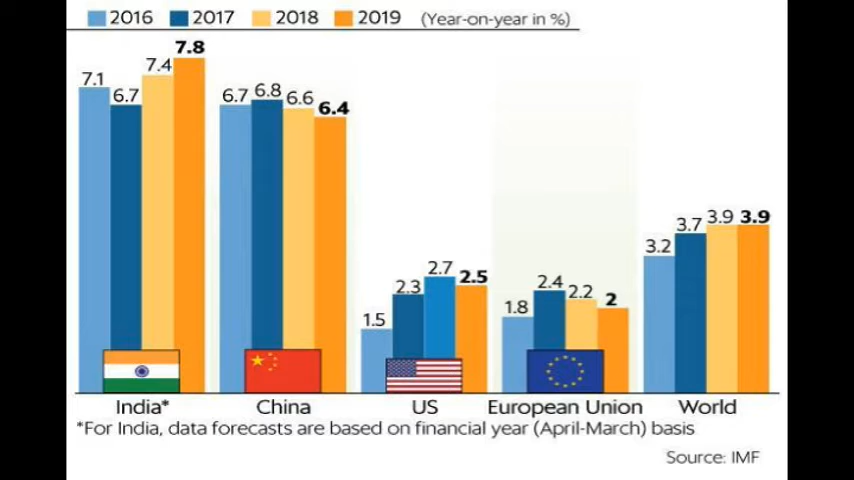 2016 2017 2018 2019 (Year-on-year in %)
7.1 6.7 7.4 7.8
6.7 6.8 6.6 6.4
1.5 2.3 2.7 2.5
1.8 2.4 2.2 2
3.2 3.7 3.9 3.9
India* China US European Union World
*For India, data forecasts are based on financial year (April-March) basis
Source: IMF